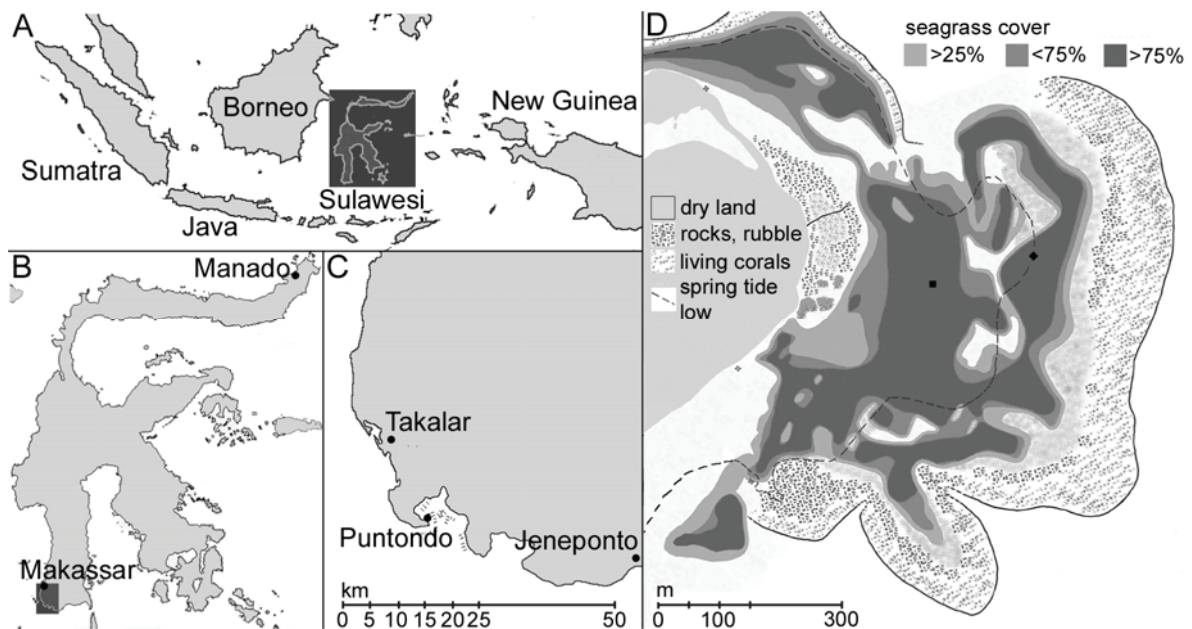 A
Borneo
New Guinea
Sumatra
Sulawesi
Java
B
Manado
Makassar
C
Takalar
Puntondo
Jeneponto
km
0 5 10 15 20 25 50
D
seagrass cover
>25% <75% >75%
dry land
rocks, rubble
living corals
spring tide
low
m
0 100 300